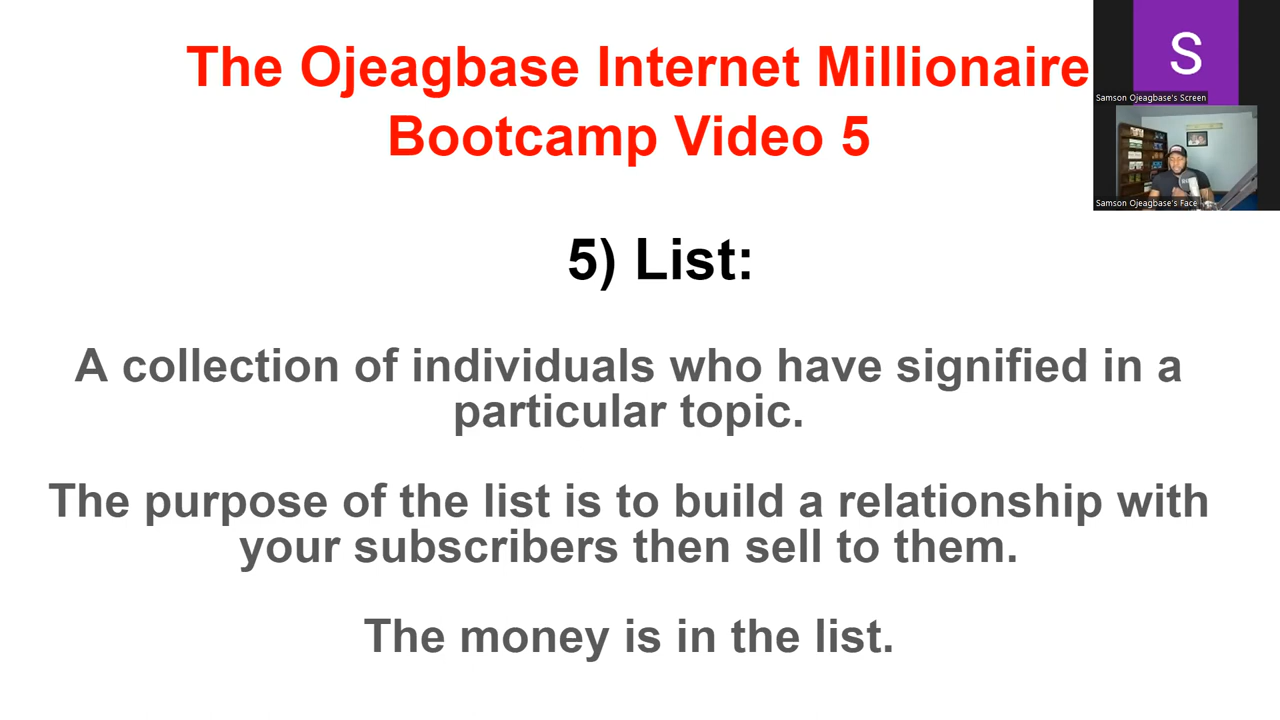 The Ojeagbase Internet Millionaire
Bootcamp Video 5
S
Samson Ojeagbase's Screen
Samson Ojeagbase's Face
5) List:
A collection of individuals who have signified in a
particular topic.
The purpose of the list is to build a relationship with
your subscribers then sell to them.
The money is in the list.